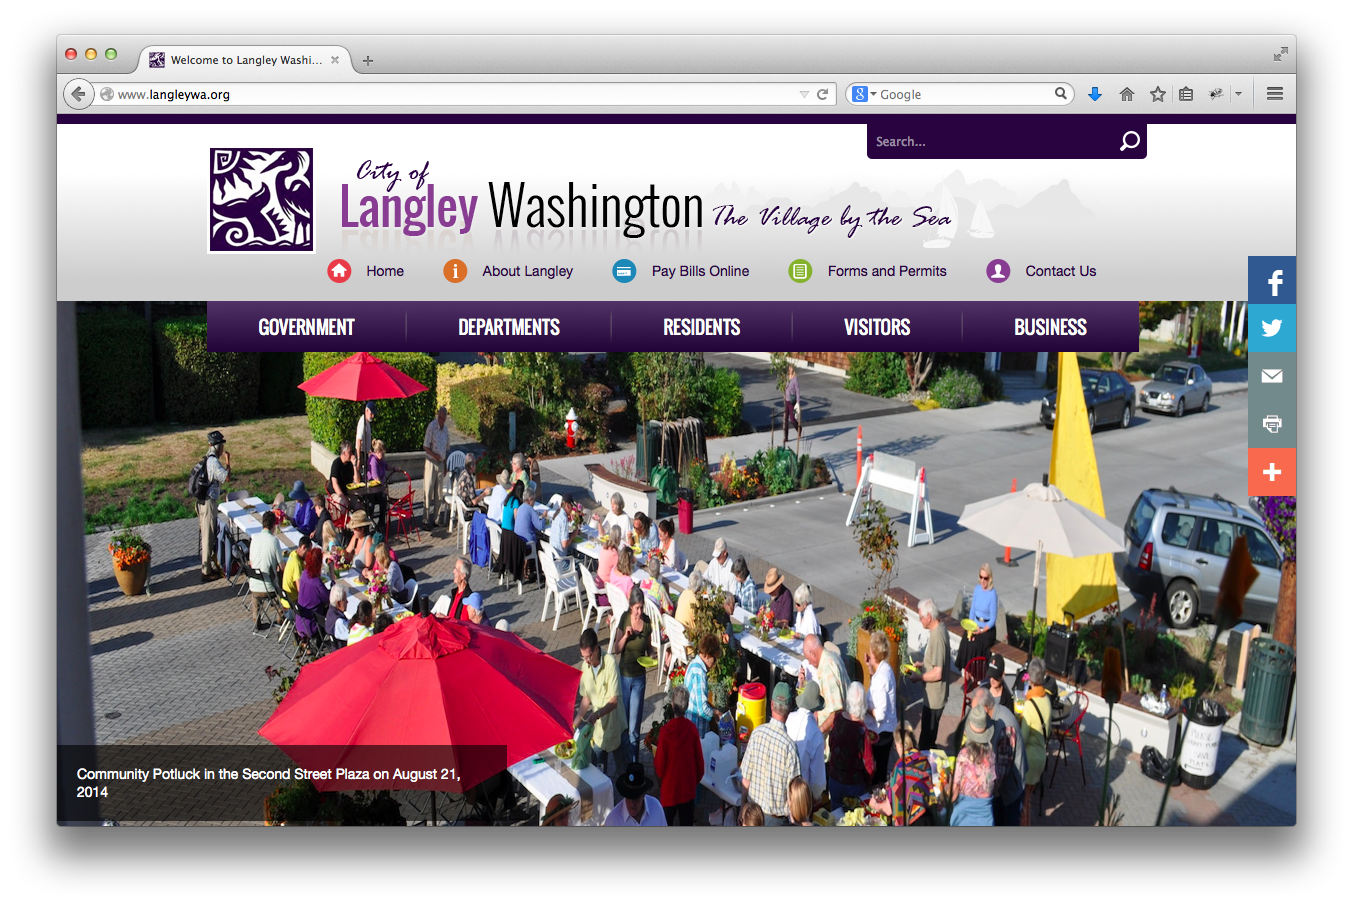 Welcome to Langley Washi...
www.langleywa.org
Google
Search...
City of
Langley Washington The Village by the Sea
Home About Langley Pay Bills Online Forms and Permits Contact Us
GOVERNMENT DEPARTMENTS RESIDENTS VISITORS BUSINESS
Community Potluck in the Second Street Plaza on August 21,
2014